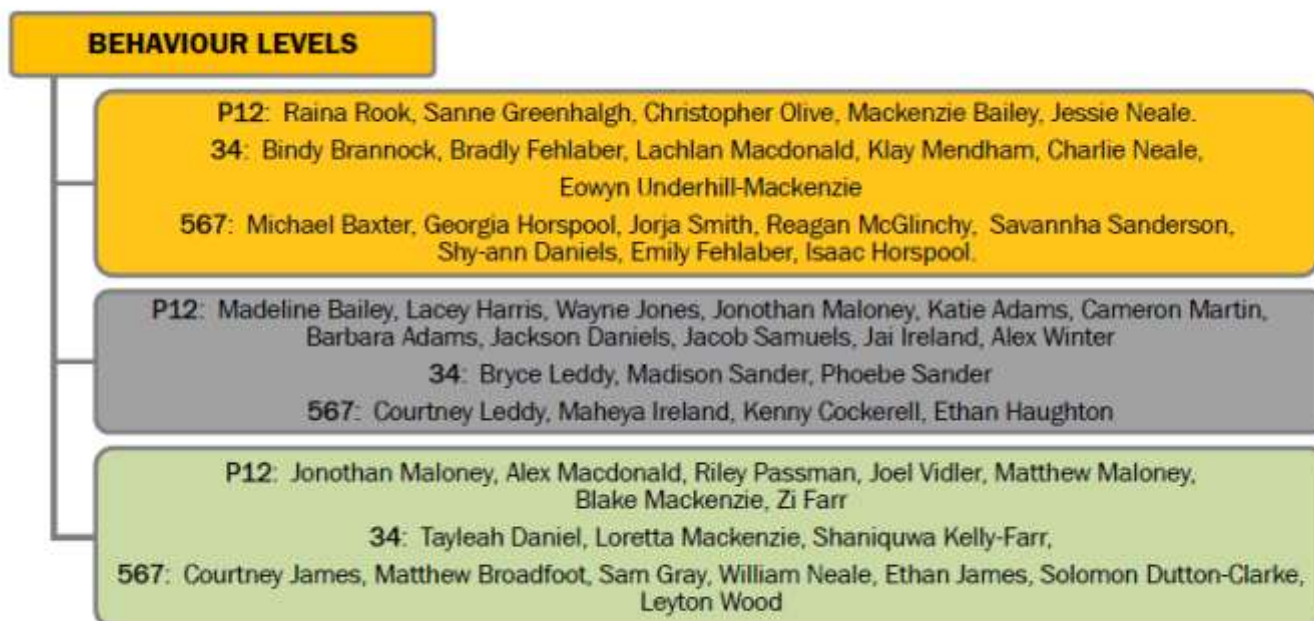 BEHAVIOUR LEVELS
P12: Raina Rook, Sanne Greenhalgh, Christopher Olive, Mackenzie Bailey, Jessie Neale.
34: Bindy Brannock, Bradly Fehlaber, Lachlan Macdonald, Klay Mendham, Charlie Neale,
Eowyn Underhill-Mackenzie
567: Michael Baxter, Georgia Horspool, Jorja Smith, Reagan McGlinchy, Savannha Sanderson,
Shy-ann Daniels, Emily Fehlaber, Isaac Horspool.
P12: Madeline Bailey, Lacey Harris, Wayne Jones, Jonothan Maloney, Katie Adams, Cameron Martin,
Barbara Adams, Jackson Daniels, Jacob Samuels, Jai Ireland, Alex Winter
34: Bryce Leddy, Madison Sander, Phoebe Sander
567: Courtney Leddy, Maheya Ireland, Kenny Cockerell, Ethan Haughton
P12: Jonothan Maloney, Alex Macdonald, Riley Passman, Joel Vidler, Matthew Maloney,
Blake Mackenzie, Zi Farr
34: Tayleah Daniel, Loretta Mackenzie, Shaniquwa Kelly-Farr,
567: Courtney James, Matthew Broadfoot, Sam Gray, William Neale, Ethan James, Solomon Dutton-Clarke,
Leyton Wood